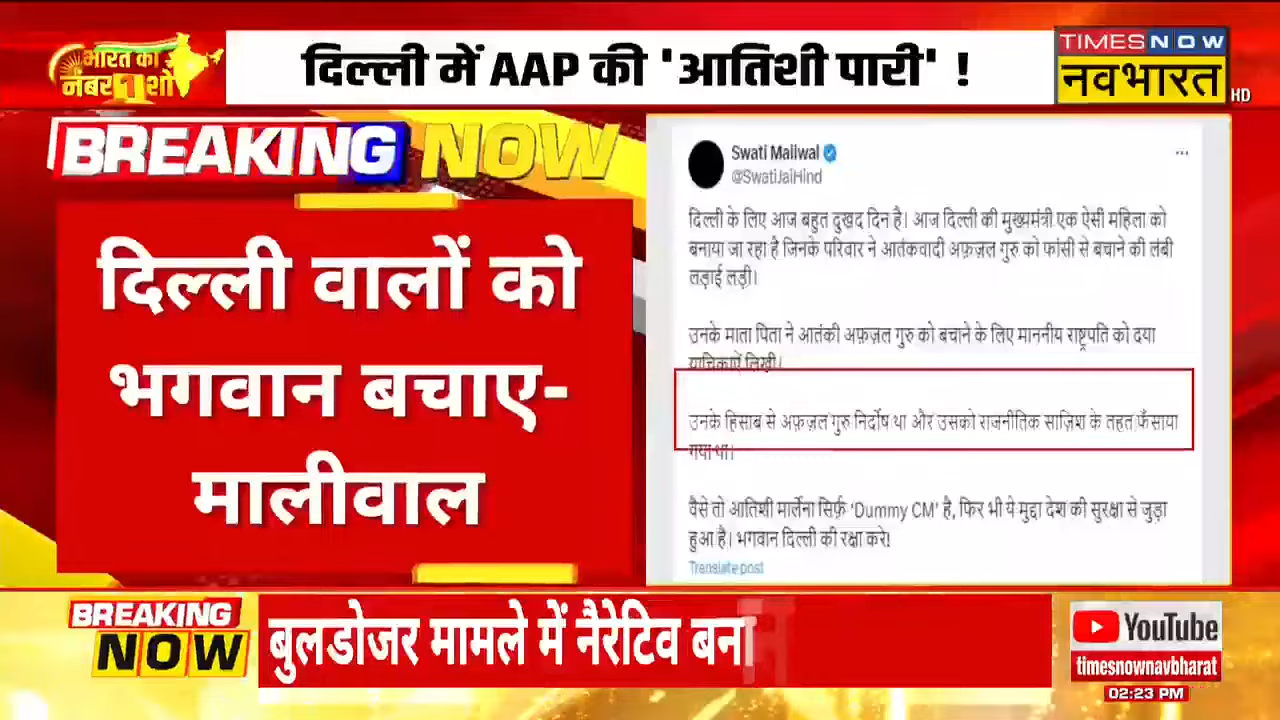 भारत का
नंबर 1 शो
दिल्ली में AAP की 'आतिशी पारी' !
TIMES NOW
नवभारत
HD
BREAKING NOW
दिल्ली वालों को
भगवान बचाए-
मालीवाल
Swati Maliwal
@SwatiJaiHind
दिल्ली के लिए आज बहुत दुखद दिन है। आज दिल्ली की मुख्यमंत्री एक ऐसी महिला को
बनाया जा रहा है जिनके परिवार ने आतंकवादी अफ़ज़ल गुरु को फांसी से बचाने की लंबी
लड़ाई लड़ी।
उनके माता पिता ने आतंकी अफ़ज़ल गुरु को बचाने के लिए माननीय राष्ट्रपति को दया
याचिकाऐं लिखी।
उनके हिसाब से अफ़ज़ल गुरु निर्दोष था और उसको राजनीतिक साज़िश के तहत फँसाया
गया था।
वैसे तो आतिशी मार्लेना सिर्फ़ 'Dummy CM' है, फिर भी ये मुद्दा देश की सुरक्षा से जुड़ा
हुआ है। भगवान दिल्ली की रक्षा करे!
Translate post
BREAKING
NOW
बुलडोजर मामले में नैरेटिव बना
YouTube
timesnownavbharat
02:23 PM